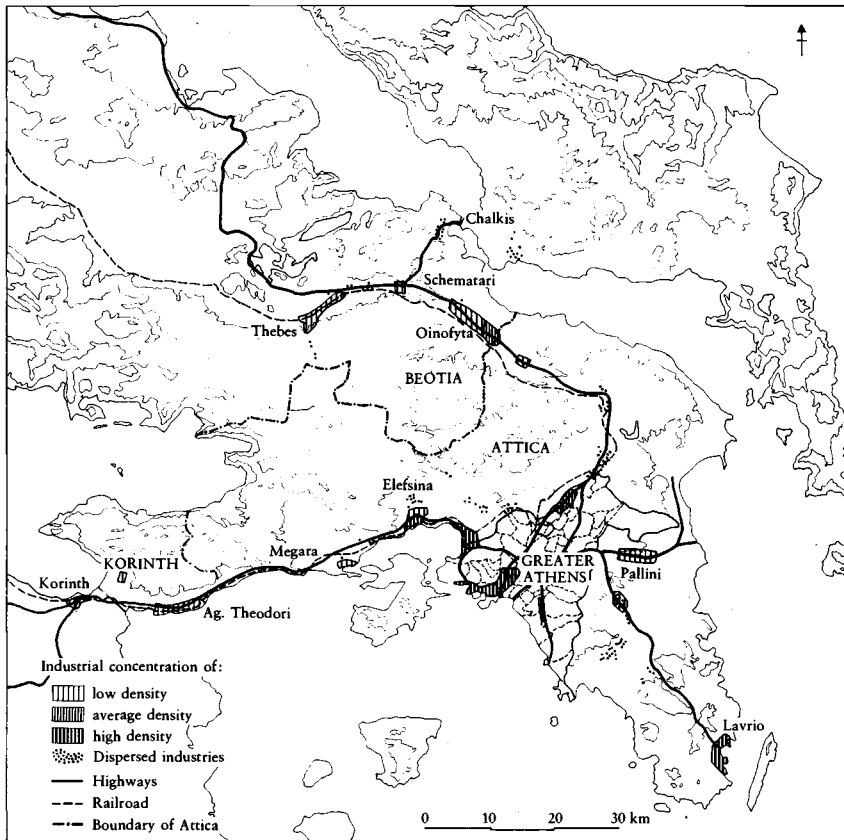 Chalkis
Schematari
Thebes
Oinofyta
BEOTIA
ATTICA
Elefsina
Megara
KORINTH
Korinth
Ag. Theodori
GREATER
ATHENS
Pallini
Lavrio
Industrial concentration of:
low density
average density
high density
Dispersed industries
Highways
Railroad
Boundary of Attica
0 10 20 30 km